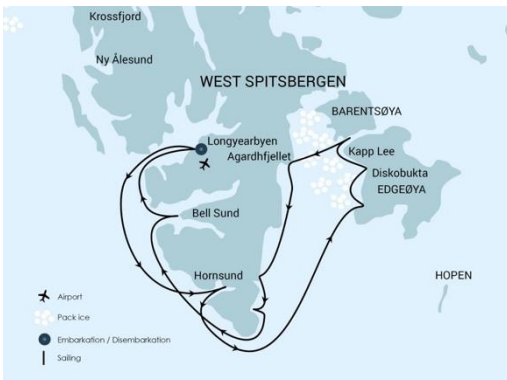 Krossfjord
Ny Ålesund
WEST SPITSBERGEN
BARENTSØYA
Longyearbyen
Agardhfjellet
Kapp Lee
Diskobukta
EDGEØYA
Bell Sund
Hornsund
HOPEN
Airport
Pack ice
Embarkation / Disembarkation
Sailing